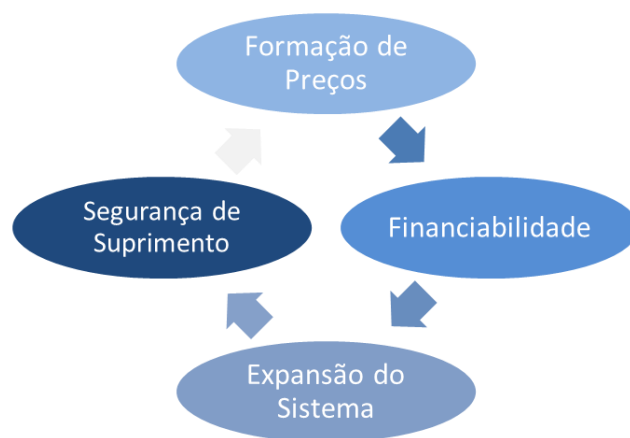 Formação de
Preços
Segurança de
Suprimento
Financiabilidade
Expansão do
Sistema